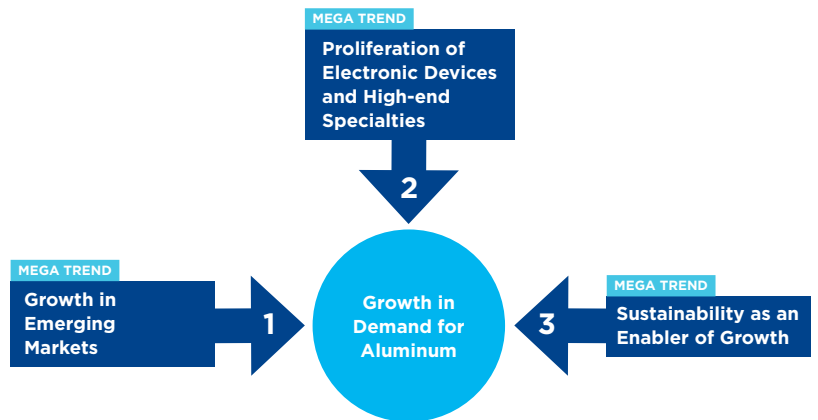 MEGA TREND
Proliferation of
Electronic Devices
and High-end
Specialties
2
MEGA TREND
Growth in
Emerging
Markets
1
Growth in
Demand for
Aluminum
MEGA TREND
Sustainability as an
Enabler of Growth
3